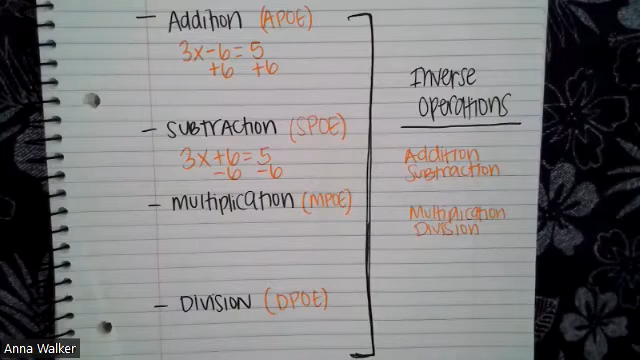 - Addition (APOE)
3x - 6 = 5
+6 +6
- Subtraction (SPOE)
3x + 6 = 5
-6 -6
- Multiplication (MPOE)
- Division (DPOE)
Inverse
operations
Addition
Subtraction
Multiplication
Division
Anna Walker